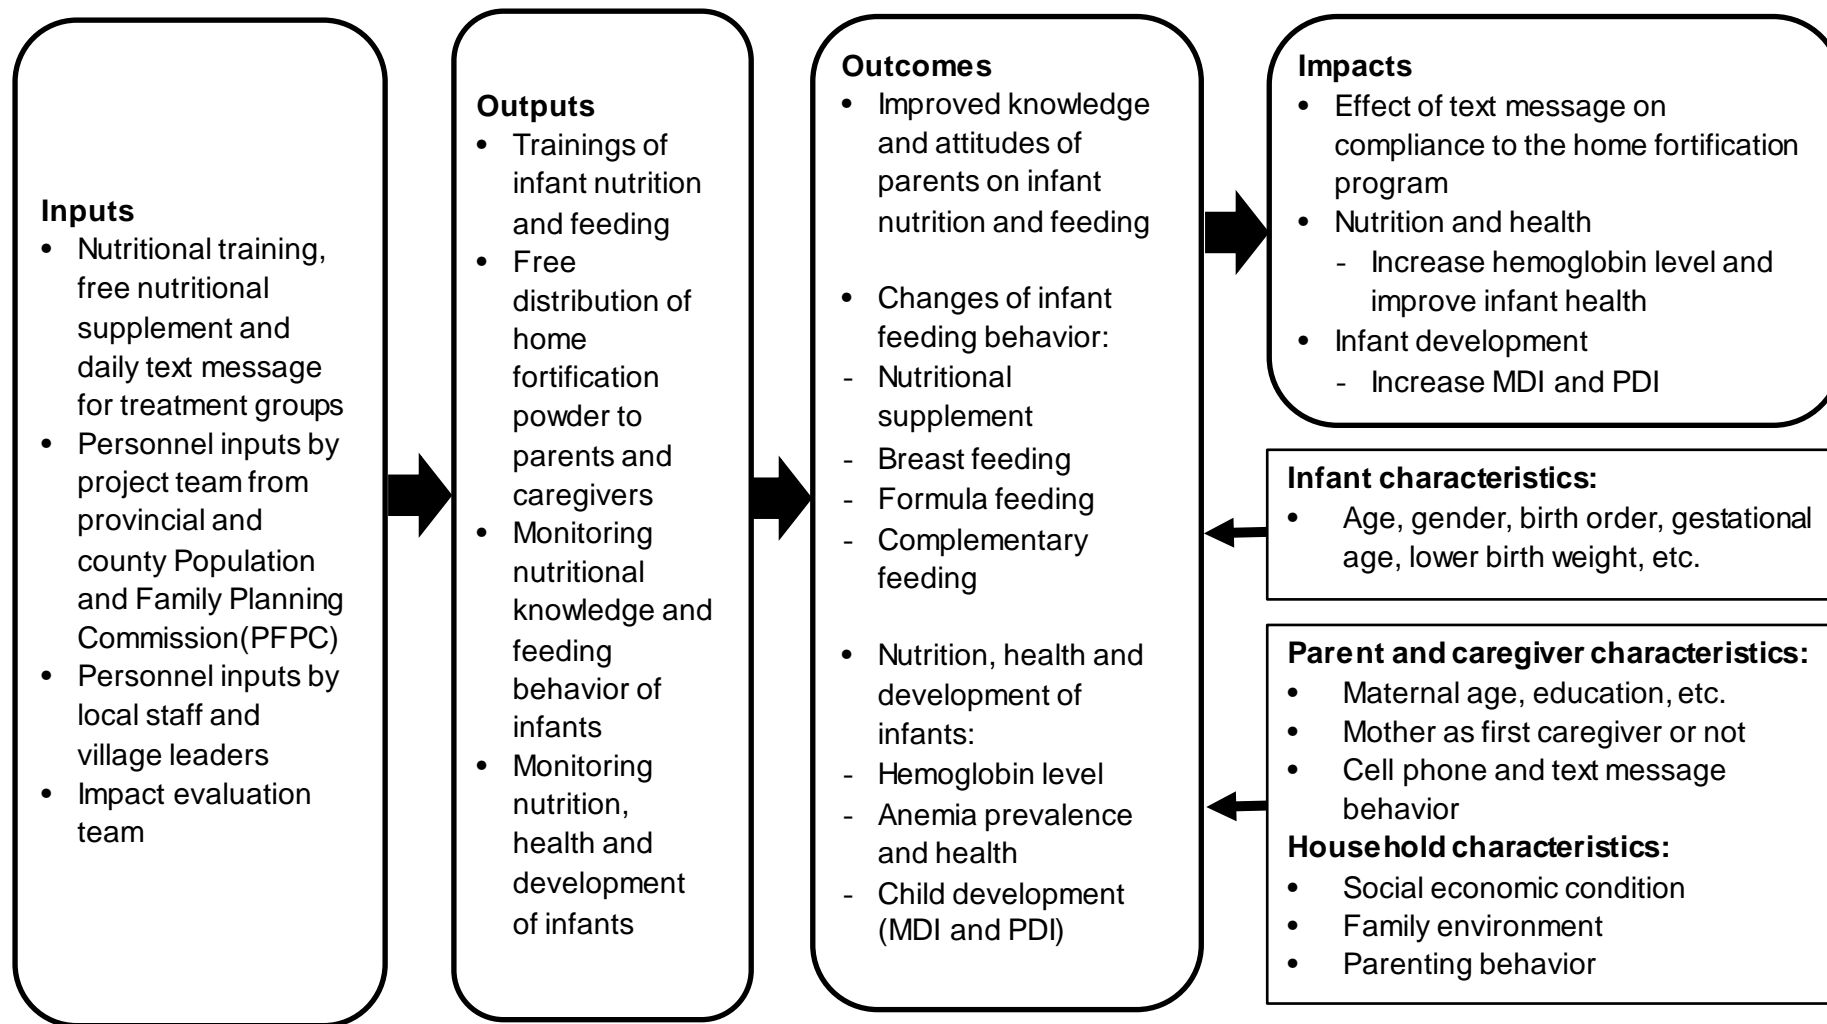 Inputs
• Nutritional training,
free nutritional
supplement and
daily text message
for treatment groups
• Personnel inputs by
project team from
provincial and
county Population
and Family Planning
Commission(PFPC)
• Personnel inputs by
local staff and
village leaders
• Impact evaluation
team
Outputs
• Trainings of
infant nutrition
and feeding
• Free
distribution of
home
fortification
powder to
parents and
caregivers
• Monitoring
nutritional
knowledge and
feeding
behavior of
infants
• Monitoring
nutrition,
health and
development
of infants
Outcomes
• Improved knowledge
and attitudes of
parents on infant
nutrition and feeding
• Changes of infant
feeding behavior:
- Nutritional
supplement
- Breast feeding
- Formula feeding
- Complementary
feeding
• Nutrition, health and
development of
infants:
- Hemoglobin level
- Anemia prevalence
and health
- Child development
(MDI and PDI)
Impacts
• Effect of text message on
compliance to the home fortification
program
• Nutrition and health
- Increase hemoglobin level and
improve infant health
• Infant development
- Increase MDI and PDI
Infant characteristics:
• Age, gender, birth order, gestational
age, lower birth weight, etc.
Parent and caregiver characteristics:
• Maternal age, education, etc.
• Mother as first caregiver or not
• Cell phone and text message
behavior
Household characteristics:
• Social economic condition
• Family environment
• Parenting behavior